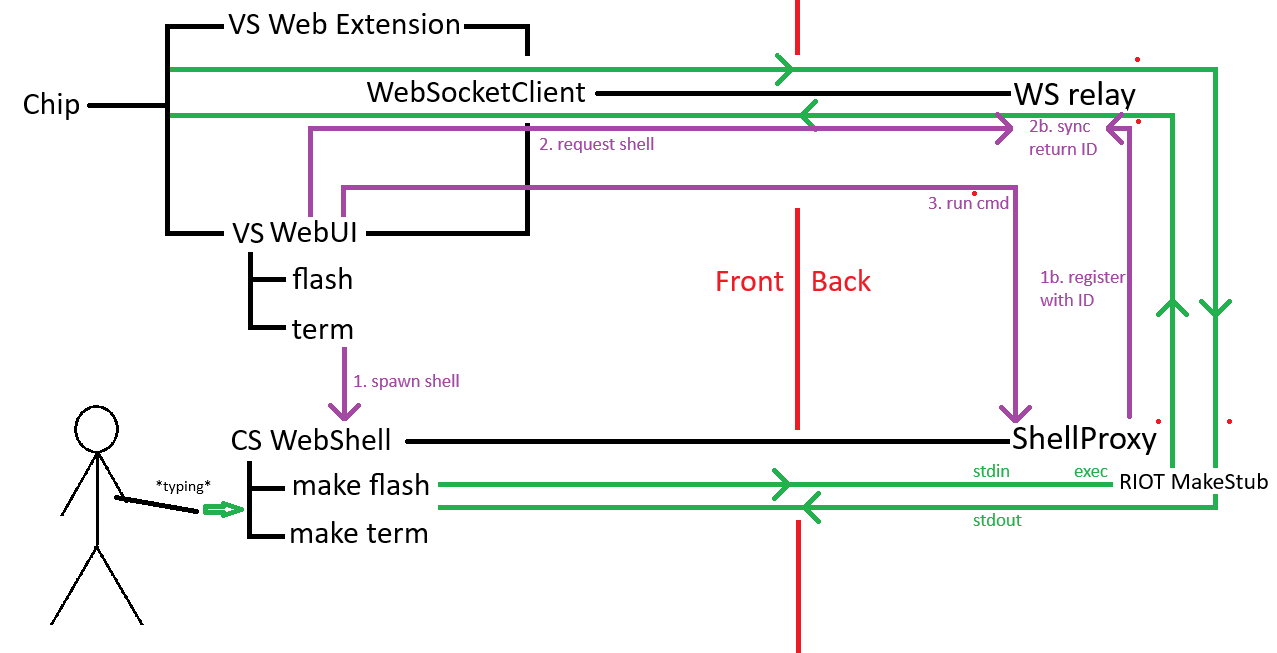 VS Web Extension
Chip
WebSocketClient
WS relay
2. request shell
2b. sync
return ID
3. run cmd
VS WebUI
flash
term
Front
Back
1b. register
with ID
1. spawn shell
CS WebShell
ShellProxy
*typing*
make flash
stdin
exec
RIOT MakeStub
make term
stdout